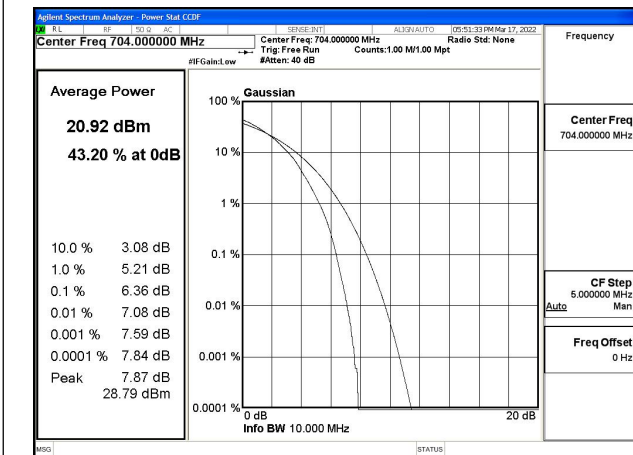 Agilent Spectrum Analyzer - Power Stat CCDF
RL RF 50 Ω AC SENSE:INT ALIGN AUTO 05:51:33 PM Mar 17, 2022
Center Freq 704.000000 MHz
Center Freq: 704.000000 MHz Radio Std: None
Trig: Free Run Counts:1.00 M/1.00 Mpt
#IFGain:Low #Atten: 40 dB
Frequency
Average Power
20.92 dBm
43.20 % at 0dB
10.0 % 3.08 dB
1.0 % 5.21 dB
0.1 % 6.36 dB
0.01 % 7.08 dB
0.001 % 7.59 dB
0.0001 % 7.84 dB
Peak 7.87 dB
28.79 dBm
Gaussian
100 %
10 %
1 %
0.1 %
0.01 %
0.001 %
0.0001 %
0 dB 20 dB
Info BW 10.000 MHz
Center Freq
704.000000 MHz
CF Step
5.000000 MHz
Auto Man
Freq Offset
0 Hz
MSG STATUS